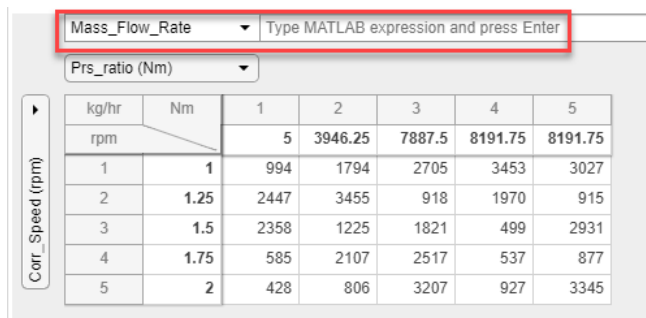 Mass_Flow_Rate Type MATLAB expression and press Enter
Prs_ratio (Nm)
kg/hr Nm 1 2 3 4 5
rpm 5 3946.25 7887.5 8191.75 8191.75
1 1 994 1794 2705 3453 3027
2 1.25 2447 3455 918 1970 915
3 1.5 2358 1225 1821 499 2931
4 1.75 585 2107 2517 537 877
5 2 428 806 3207 927 3345
Corr_Speed (rpm)